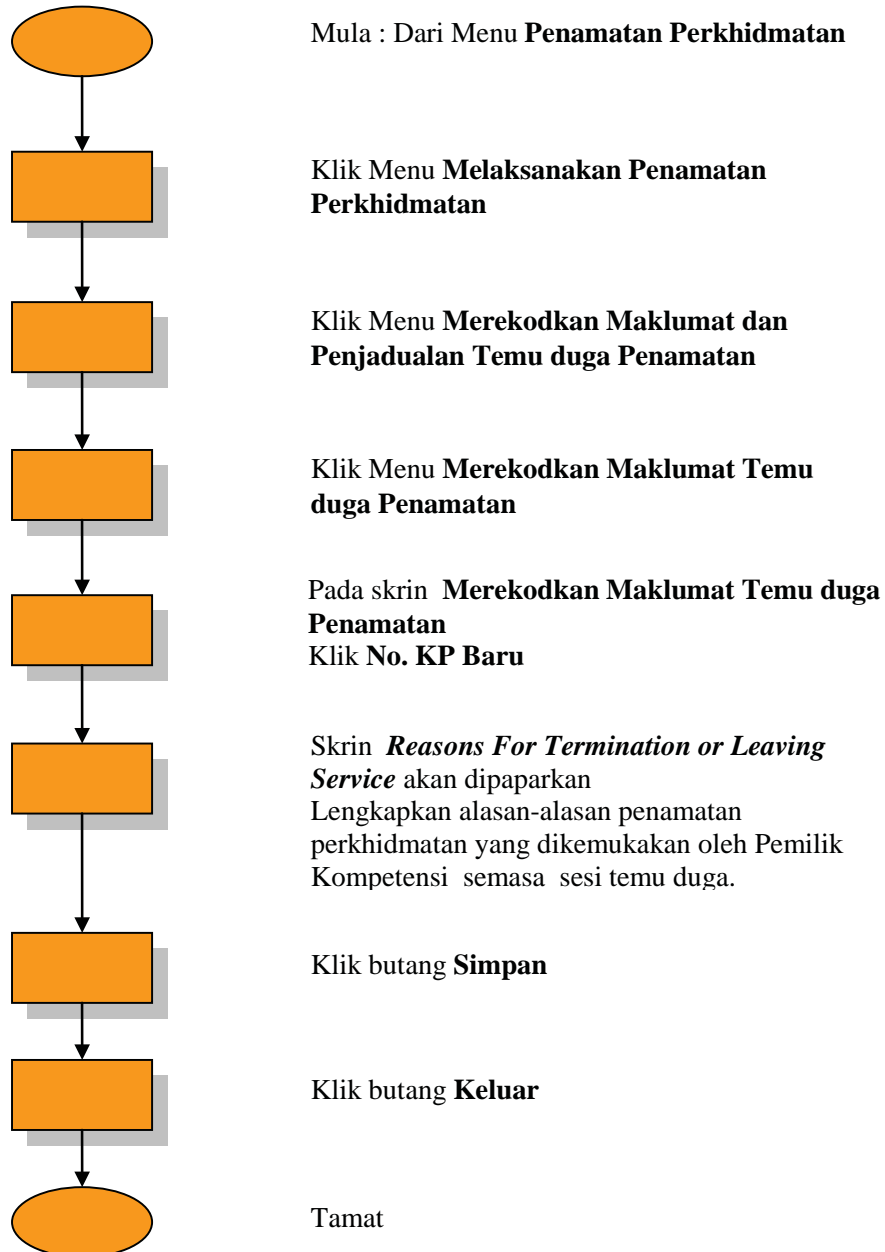 Mula : Dari Menu Penamatan Perkhidmatan
Klik Menu Melaksanakan Penamatan
Perkhidmatan
Klik Menu Merekodkan Maklumat dan
Penjadualan Temu duga Penamatan
Klik Menu Merekodkan Maklumat Temu
duga Penamatan
Pada skrin Merekodkan Maklumat Temu duga
Penamatan
Klik No. KP Baru
Skrin Reasons For Termination or Leaving
Service akan dipaparkan
Lengkapkan alasan-alasan penamatan
perkhidmatan yang dikemukakan oleh Pemilik
Kompetensi semasa sesi temu duga.
Klik butang Simpan
Klik butang Keluar
Tamat